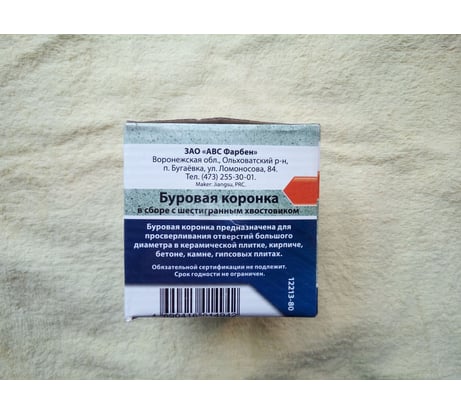 ЗАО «АВС Фарбен»
Воронежская обл., Ольховатский р-н,
п. Бугаёвка, ул. Ломоносова, 84.
Тел. (473) 255-30-01.
Maker: Jiangsu, PRC.
Буровая коронка
в сборе с шестигранным хвостовиком
Буровая коронка предназначена для
просверливания отверстий большого
диаметра в керамической плитке, кирпиче,
бетоне, камне, гипсовых плитах.
Обязательной сертификации не подлежит.
Срок годности не ограничен.
12213-80